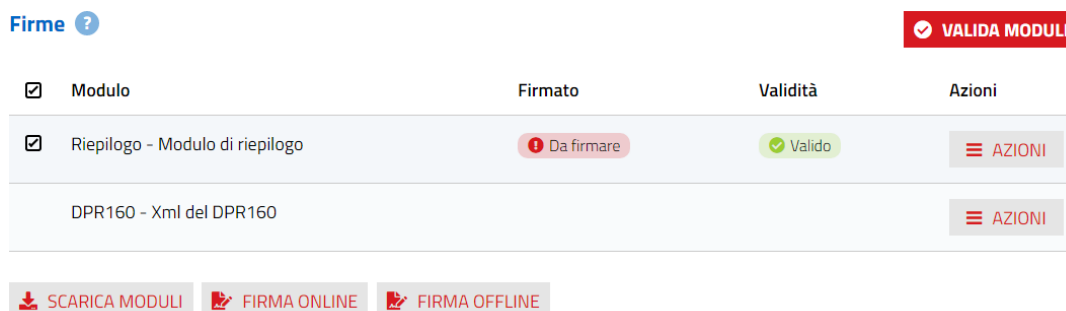 Firme ?
VALIDA MODULI
Modulo Firmato Validità Azioni
Riepilogo - Modulo di riepilogo Da firmare Valido AZIONI
DPR160 - Xml del DPR160 AZIONI
SCARICA MODULI FIRMA ONLINE FIRMA OFFLINE